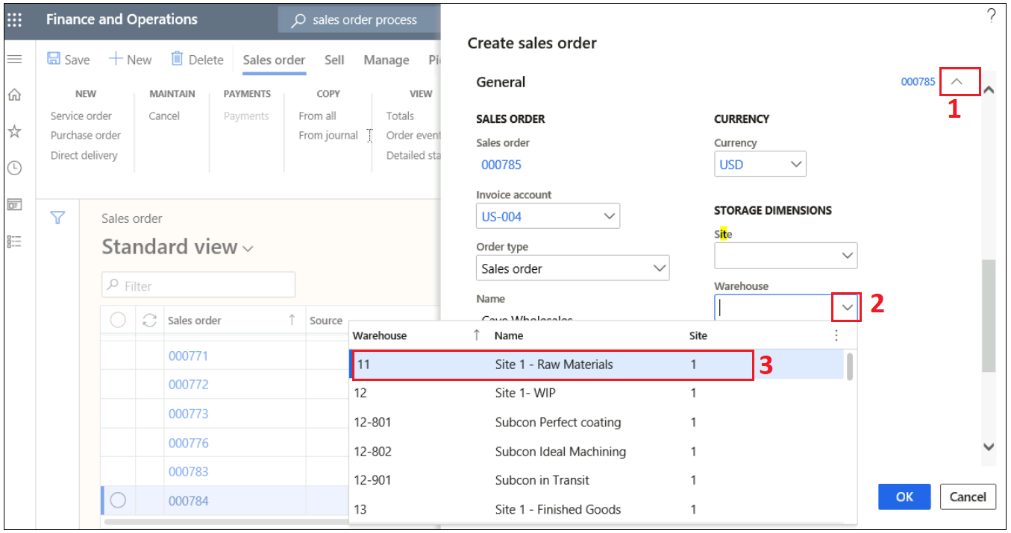 Finance and Operations
sales order process
?
Save
New
Delete
Sales order
Sell
Manage
NEW
MAINTAIN
PAYMENTS
COPY
VIEW
Service order
Cancel
Payments
From all
Totals
Purchase order
From journal
Order event
Direct delivery
Detailed sta
Sales order
Standard view
Filter
Sales order
Source
000771
000772
000773
000776
000783
000784
Create sales order
General
000785
1
SALES ORDER
Sales order
000785
Invoice account
US-004
Order type
Sales order
Name
CURRENCY
Currency
USD
STORAGE DIMENSIONS
Site
Warehouse
2
Warehouse Name Site
11 Site 1 - Raw Materials 1
3
12 Site 1- WIP 1
12-801 Subcon Perfect coating 1
12-802 Subcon Ideal Machining 1
12-901 Subcon in Transit 1
13 Site 1 - Finished Goods 1
OK
Cancel